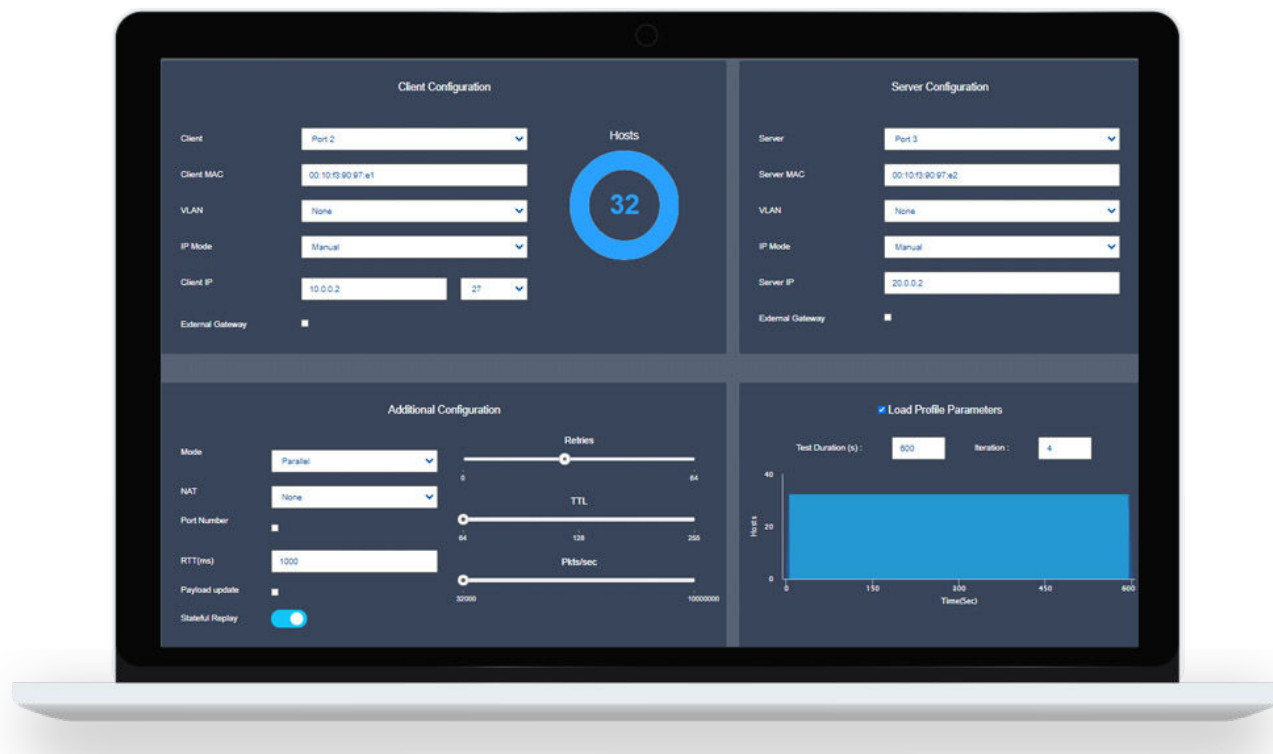 Client Configuration
Client
Port 2
Hosts
Client MAC
00:10:f3:90:97:e1
32
VLAN
None
IP Mode
Manual
Client IP
10.0.0.2
27
External Gateway
Server Configuration
Server
Port 3
Server MAC
00:10:f3:90:97:e2
VLAN
None
IP Mode
Manual
Server IP
20.0.0.2
External Gateway
Additional Configuration
Mode
Parallel
NAT
None
Port Number
RTT(ms)
1000
Payload update
Stateful Replay
Retries
0 64
TTL
64 128 255
Pkts/sec
32000 10000000
Load Profile Parameters
Test Duration (s) : 600 Iteration : 4
40
20
0
Hosts
0 150 300 450 600
Time(Sec)